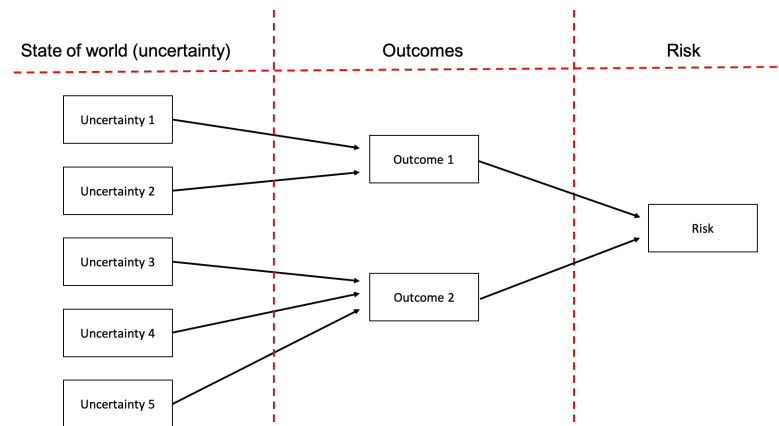 State of world (uncertainty)
Outcomes
Risk
Uncertainty 1
Uncertainty 2
Uncertainty 3
Uncertainty 4
Uncertainty 5
Outcome 1
Outcome 2
Risk